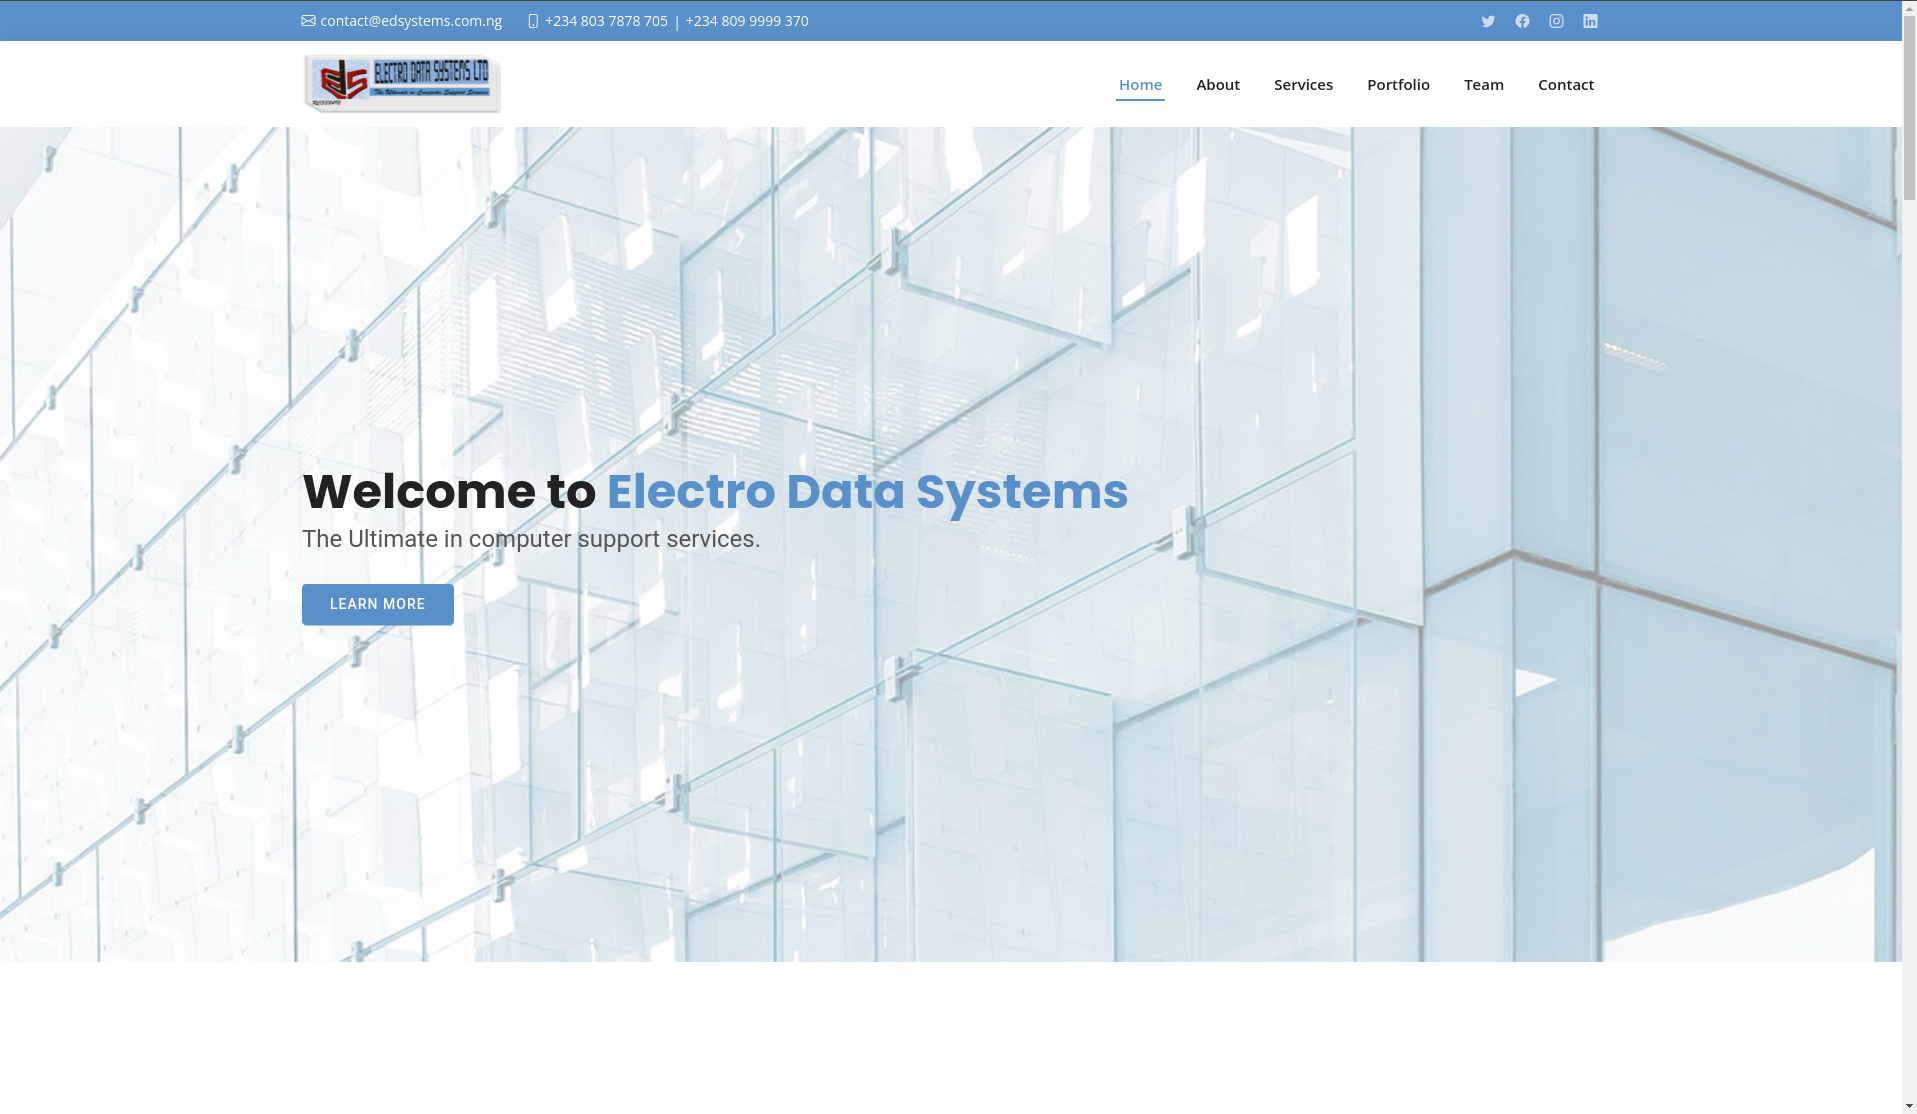 contact@edsystems.com.ng +234 803 7878 705 | +234 809 9999 370
ELECTRO DATA SYSTEMS LTD
The Ultimate in Computer Support Services
Home About Services Portfolio Team Contact
Welcome to Electro Data Systems
The Ultimate in computer support services.
LEARN MORE